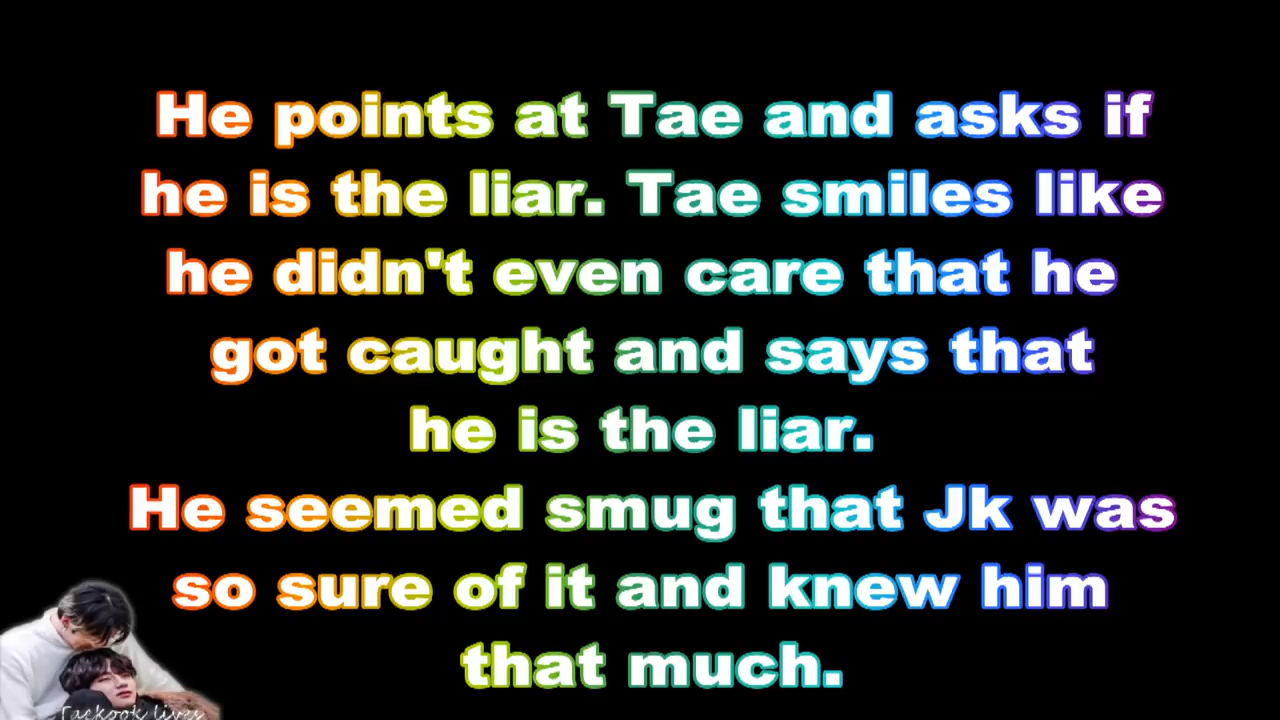 He points at Tae and asks if
he is the liar. Tae smiles like
he didn't even care that he
got caught and says that
he is the liar.
He seemed smug that Jk was
so sure of it and knew him
that much.
Taekook lives